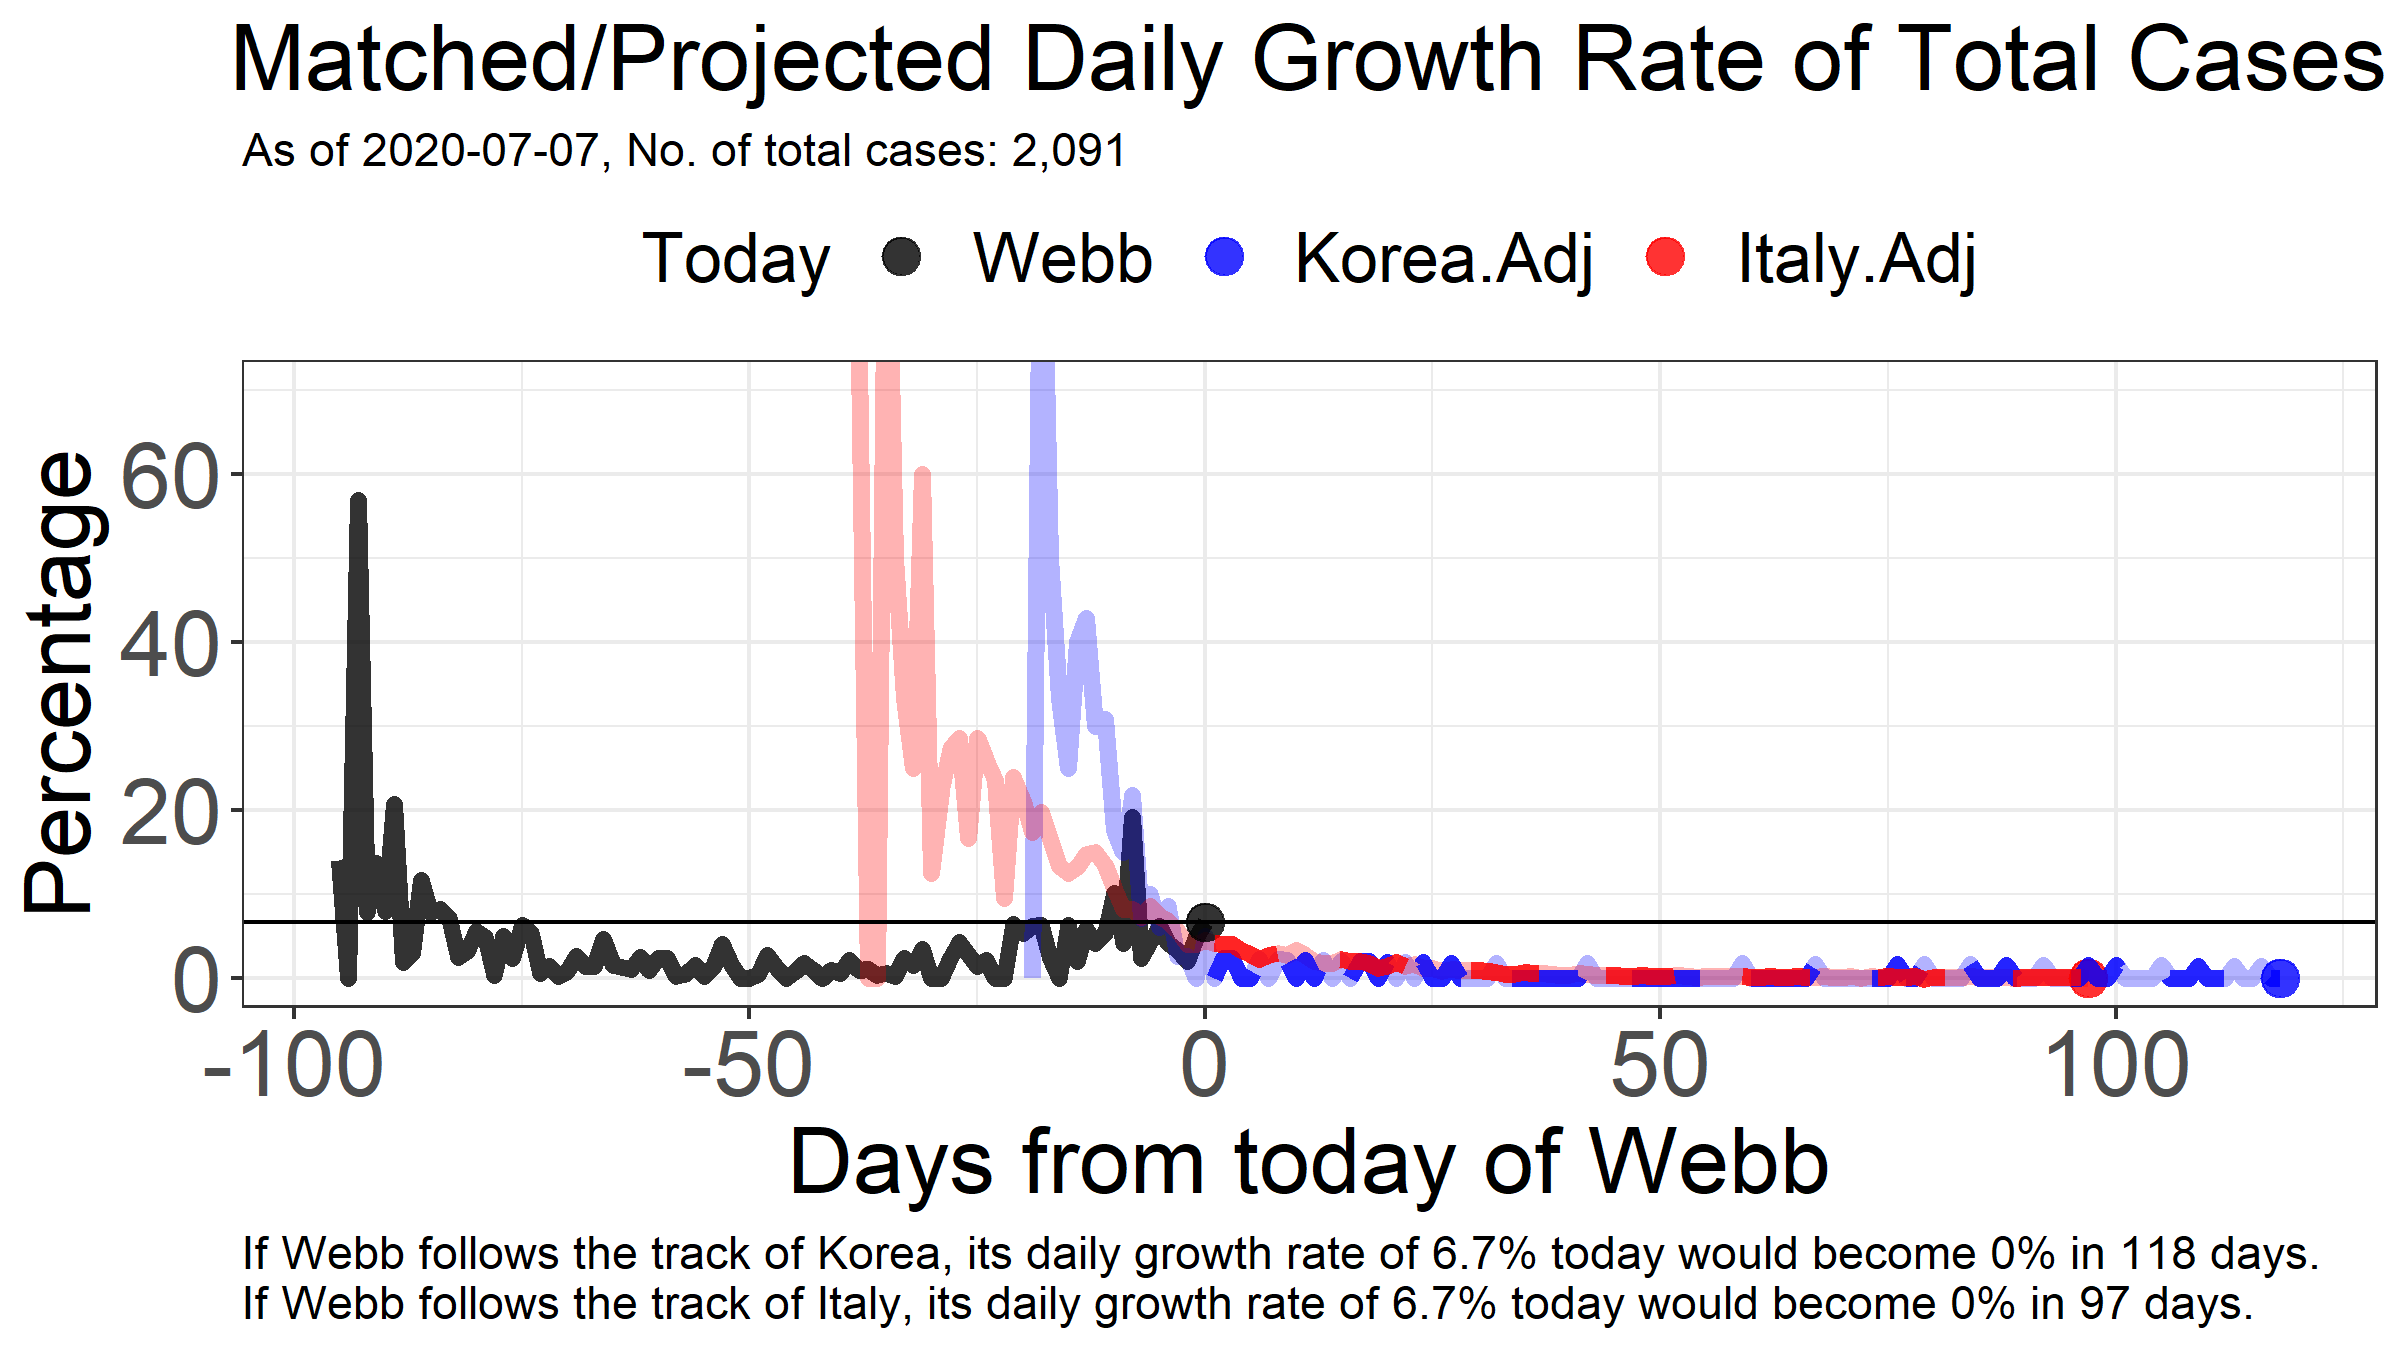 Matched/Projected Daily Growth Rate of Total Cases
As of 2020-07-07, No. of total cases: 2,091
Today Webb Korea.Adj Italy.Adj
Percentage
60
40
20
0
-100 -50 0 50 100
Days from today of Webb
If Webb follows the track of Korea, its daily growth rate of 6.7% today would become 0% in 118 days.
If Webb follows the track of Italy, its daily growth rate of 6.7% today would become 0% in 97 days.